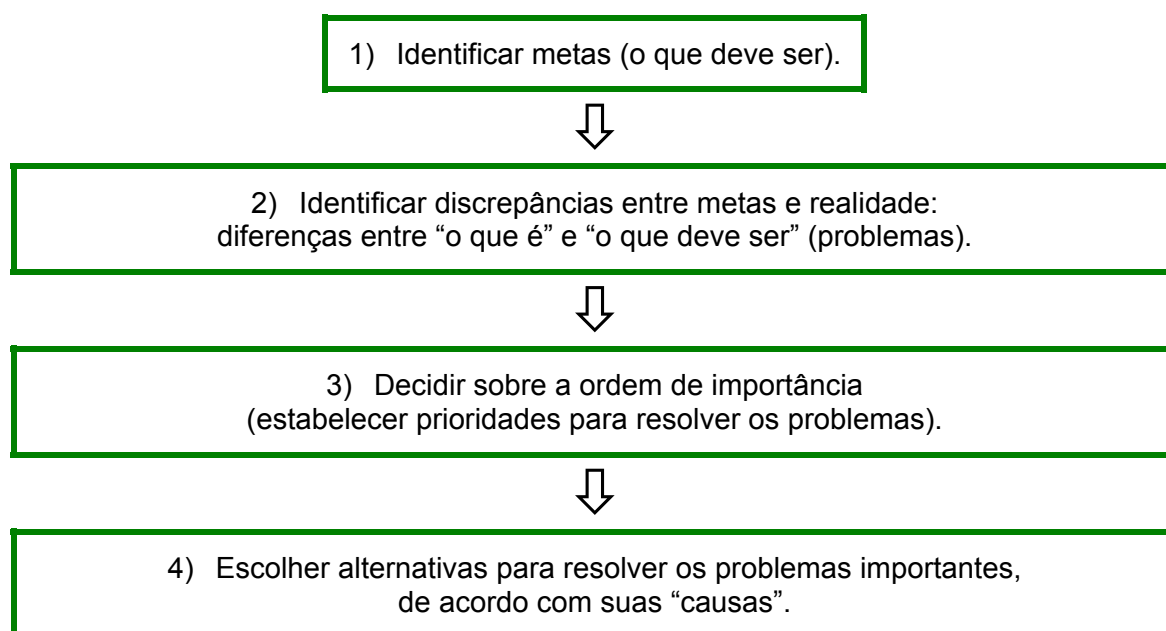 1) Identificar metas (o que deve ser).
2) Identificar discrepâncias entre metas e realidade:
diferenças entre “o que é” e “o que deve ser” (problemas).
3) Decidir sobre a ordem de importância
(estabelecer prioridades para resolver os problemas).
4) Escolher alternativas para resolver os problemas importantes,
de acordo com suas “causas”.